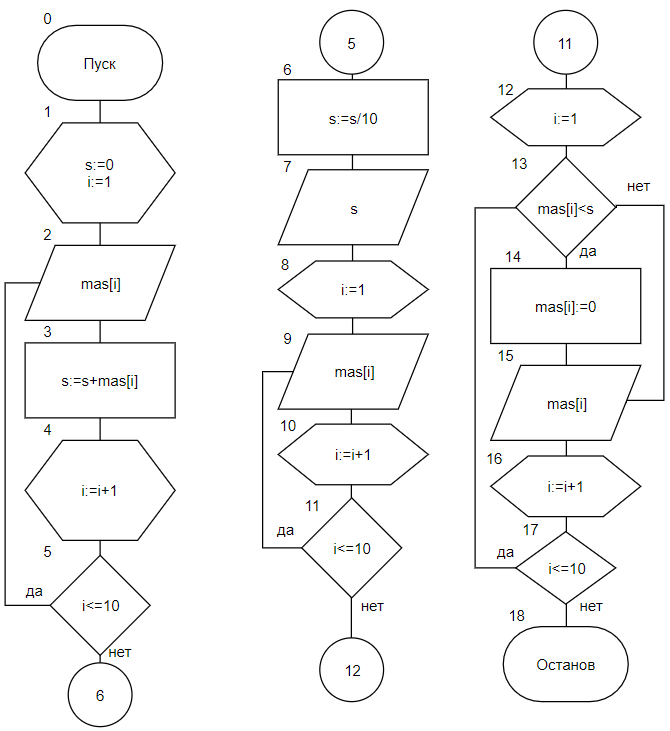 0
Пуск
1
s:=0
i:=1
2
mas[i]
3
s:=s+mas[i]
4
i:=i+1
5
да
i<=10
нет
6
5
6
s:=s/10
7
s
8
i:=1
9
mas[i]
10
i:=i+1
11
да
i<=10
нет
12
11
12
i:=1
13
нет
mas[i]<s
да
14
mas[i]:=0
15
mas[i]
16
i:=i+1
17
да
i<=10
нет
18
Останов